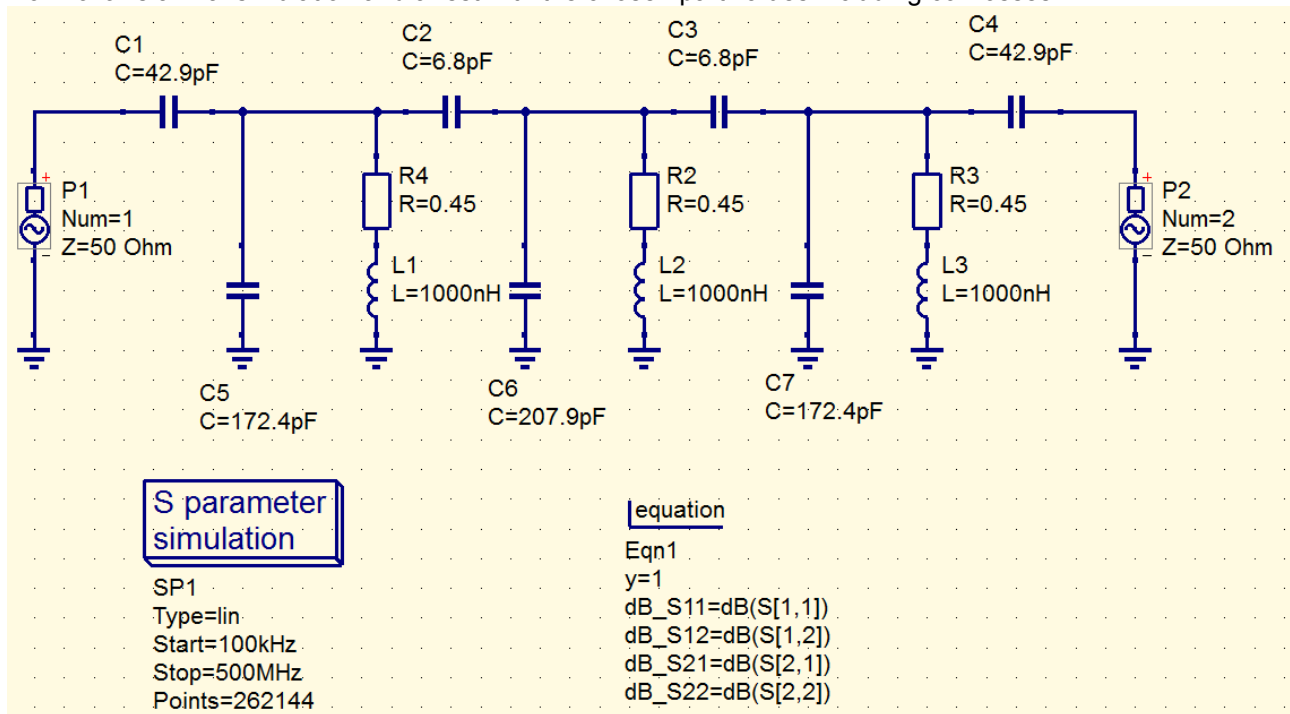 C1
C=42.9pF
C2
C=6.8pF
C3
C=6.8pF
C4
C=42.9pF
P1
Num=1
Z=50 Ohm
R4
R=0.45
R2
R=0.45
R3
R=0.45
P2
Num=2
Z=50 Ohm
L1
L=1000nH
L2
L=1000nH
L3
L=1000nH
C5
C=172.4pF
C6
C=207.9pF
C7
C=172.4pF
S parameter
simulation
SP1
Type=lin
Start=100kHz
Stop=500MHz
Points=262144
equation
Eqn1
y=1
dB_S11=dB(S[1,1])
dB_S12=dB(S[1,2])
dB_S21=dB(S[2,1])
dB_S22=dB(S[2,2])